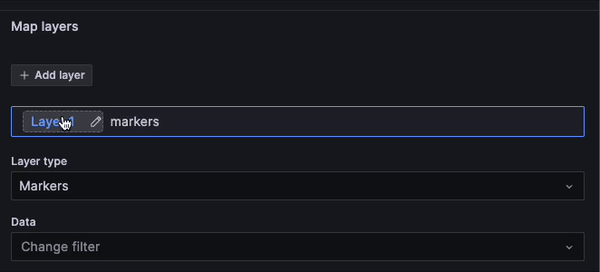 Map layers
+ Add layer
Layer 1 markers
Layer type
Markers
Data
Change filter